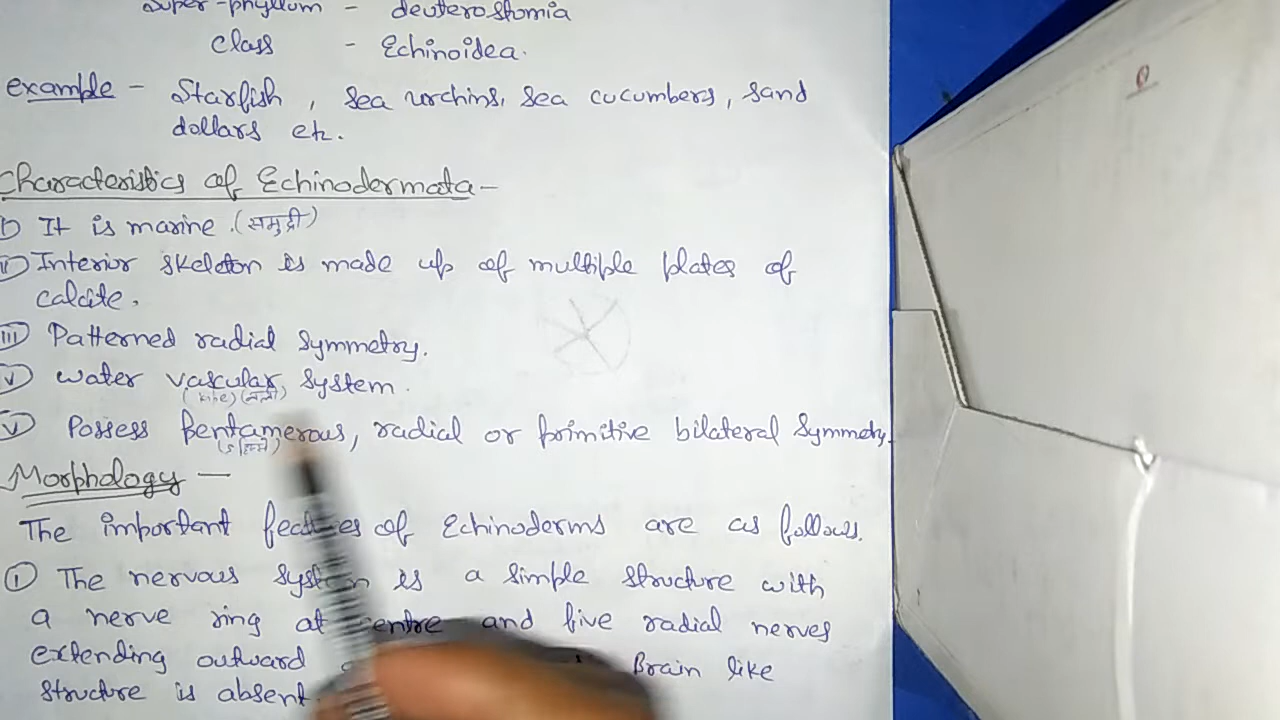 Super-phyllum - deuterostomia
Class - Echinoidea.
example - Starfish, sea urchins, sea cucumbers, sand
dollars etc.
Characteristics of Echinodermata -
I) It is marine. (समुद्री)
II) Interior skeleton is made up of multiple plates of
calcite.
III) Patterned radial symmetry.
V) water vascular system.
V) Possess pentamerous, radial or primitive bilateral symmetry
Morphology -
The important features of Echinoderms are as follows.
① The nervous system is a simple structure with
a nerve ring at centre and five radial nerves
extending outward Brain like
structure is absent.